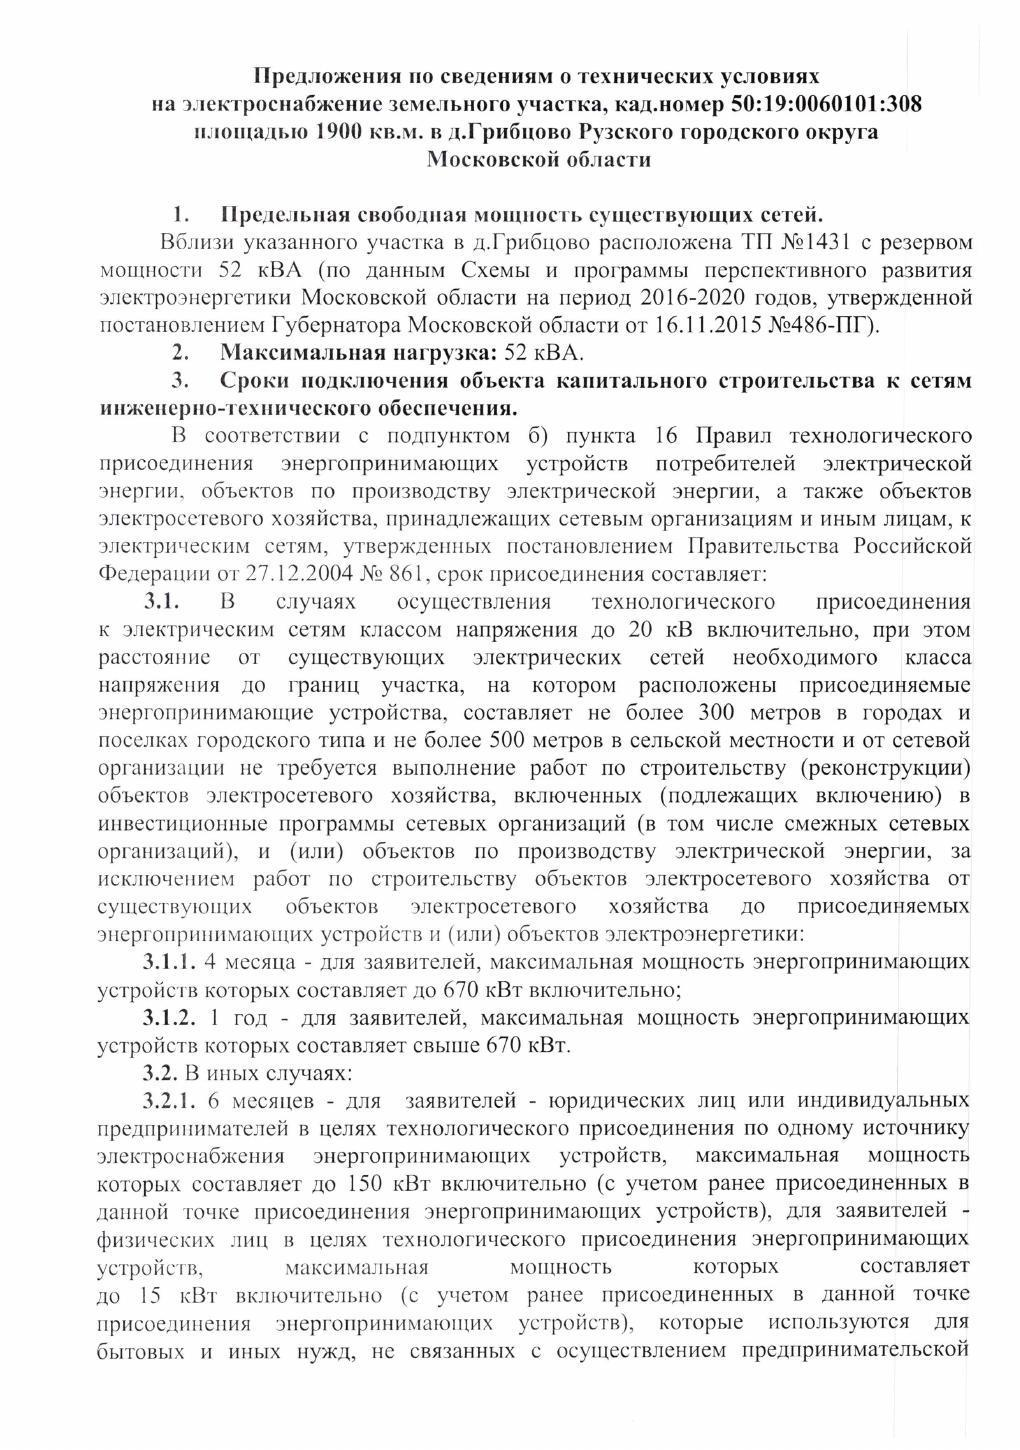 Предложения по сведениям о технических условиях
на электроснабжение земельного участка, кад.номер 50:19:0060101:308
площадью 1900 кв.м. в д.Грибцово Рузского городского округа
Московской области
1. Предельная свободная мощность существующих сетей.
Вблизи указанного участка в д.Грибцово расположена ТП №1431 с резервом
мощности 52 кВА (по данным Схемы и программы перспективного развития
электроэнергетики Московской области на период 2016-2020 годов, утвержденной
постановлением Губернатора Московской области от 16.11.2015 №486-ПГ).
2. Максимальная нагрузка: 52 кВА.
3. Сроки подключения объекта капитального строительства к сетям
инженерно-технического обеспечения.
В соответствии с подпунктом б) пункта 16 Правил технологического
присоединения энергопринимающих устройств потребителей электрической
энергии, объектов по производству электрической энергии, а также объектов
электросетевого хозяйства, принадлежащих сетевым организациям и иным лицам, к
электрическим сетям, утвержденных постановлением Правительства Российской
Федерации от 27.12.2004 № 861, срок присоединения составляет:
3.1. В случаях осуществления технологического присоединения
к электрическим сетям классом напряжения до 20 кВ включительно, при этом
расстояние от существующих электрических сетей необходимого класса
напряжения до границ участка, на котором расположены присоединяемые
энергопринимающие устройства, составляет не более 300 метров в городах и
поселках городского типа и не более 500 метров в сельской местности и от сетевой
организации не требуется выполнение работ по строительству (реконструкции)
объектов электросетевого хозяйства, включенных (подлежащих включению) в
инвестиционные программы сетевых организаций (в том числе смежных сетевых
организаций), и (или) объектов по производству электрической энергии, за
исключением работ по строительству объектов электросетевого хозяйства от
существующих объектов электросетевого хозяйства до присоединяемых
энергопринимающих устройств и (или) объектов электроэнергетики:
3.1.1. 4 месяца - для заявителей, максимальная мощность энергопринимающих
устройств которых составляет до 670 кВт включительно;
3.1.2. 1 год - для заявителей, максимальная мощность энергопринимающих
устройств которых составляет свыше 670 кВт.
3.2. В иных случаях:
3.2.1. 6 месяцев - для заявителей - юридических лиц или индивидуальных
предпринимателей в целях технологического присоединения по одному источнику
электроснабжения энергопринимающих устройств, максимальная мощность
которых составляет до 150 кВт включительно (с учетом ранее присоединенных в
данной точке присоединения энергопринимающих устройств), для заявителей -
физических лиц в целях технологического присоединения энергопринимающих
устройств, максимальная мощность которых составляет
до 15 кВт включительно (с учетом ранее присоединенных в данной точке
присоединения энергопринимающих устройств), которые используются для
бытовых и иных нужд, не связанных с осуществлением предпринимательской